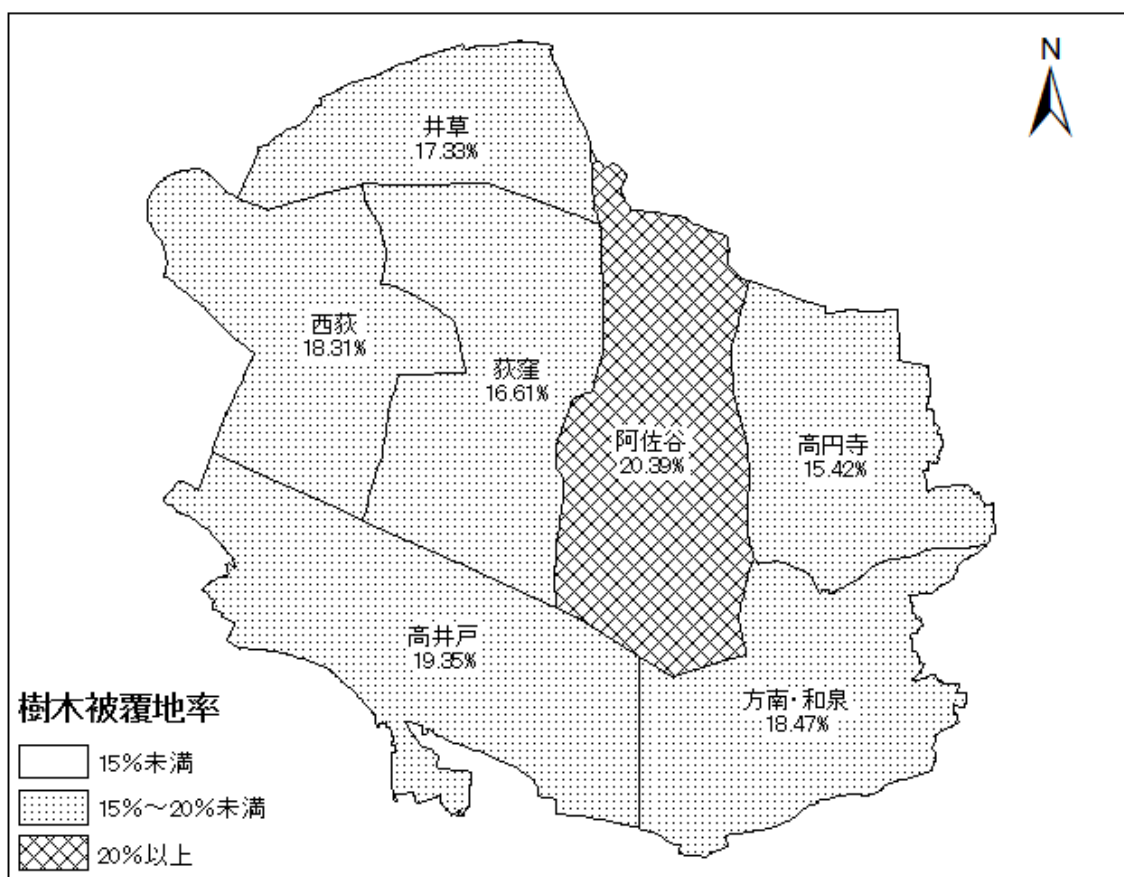 N
井草
17.33%
西荻
18.31%
荻窪
16.61%
阿佐谷
20.39%
高円寺
15.42%
高井戸
19.35%
方南・和泉
18.47%
樹木被覆地率
15%未満
15%～20%未満
20%以上